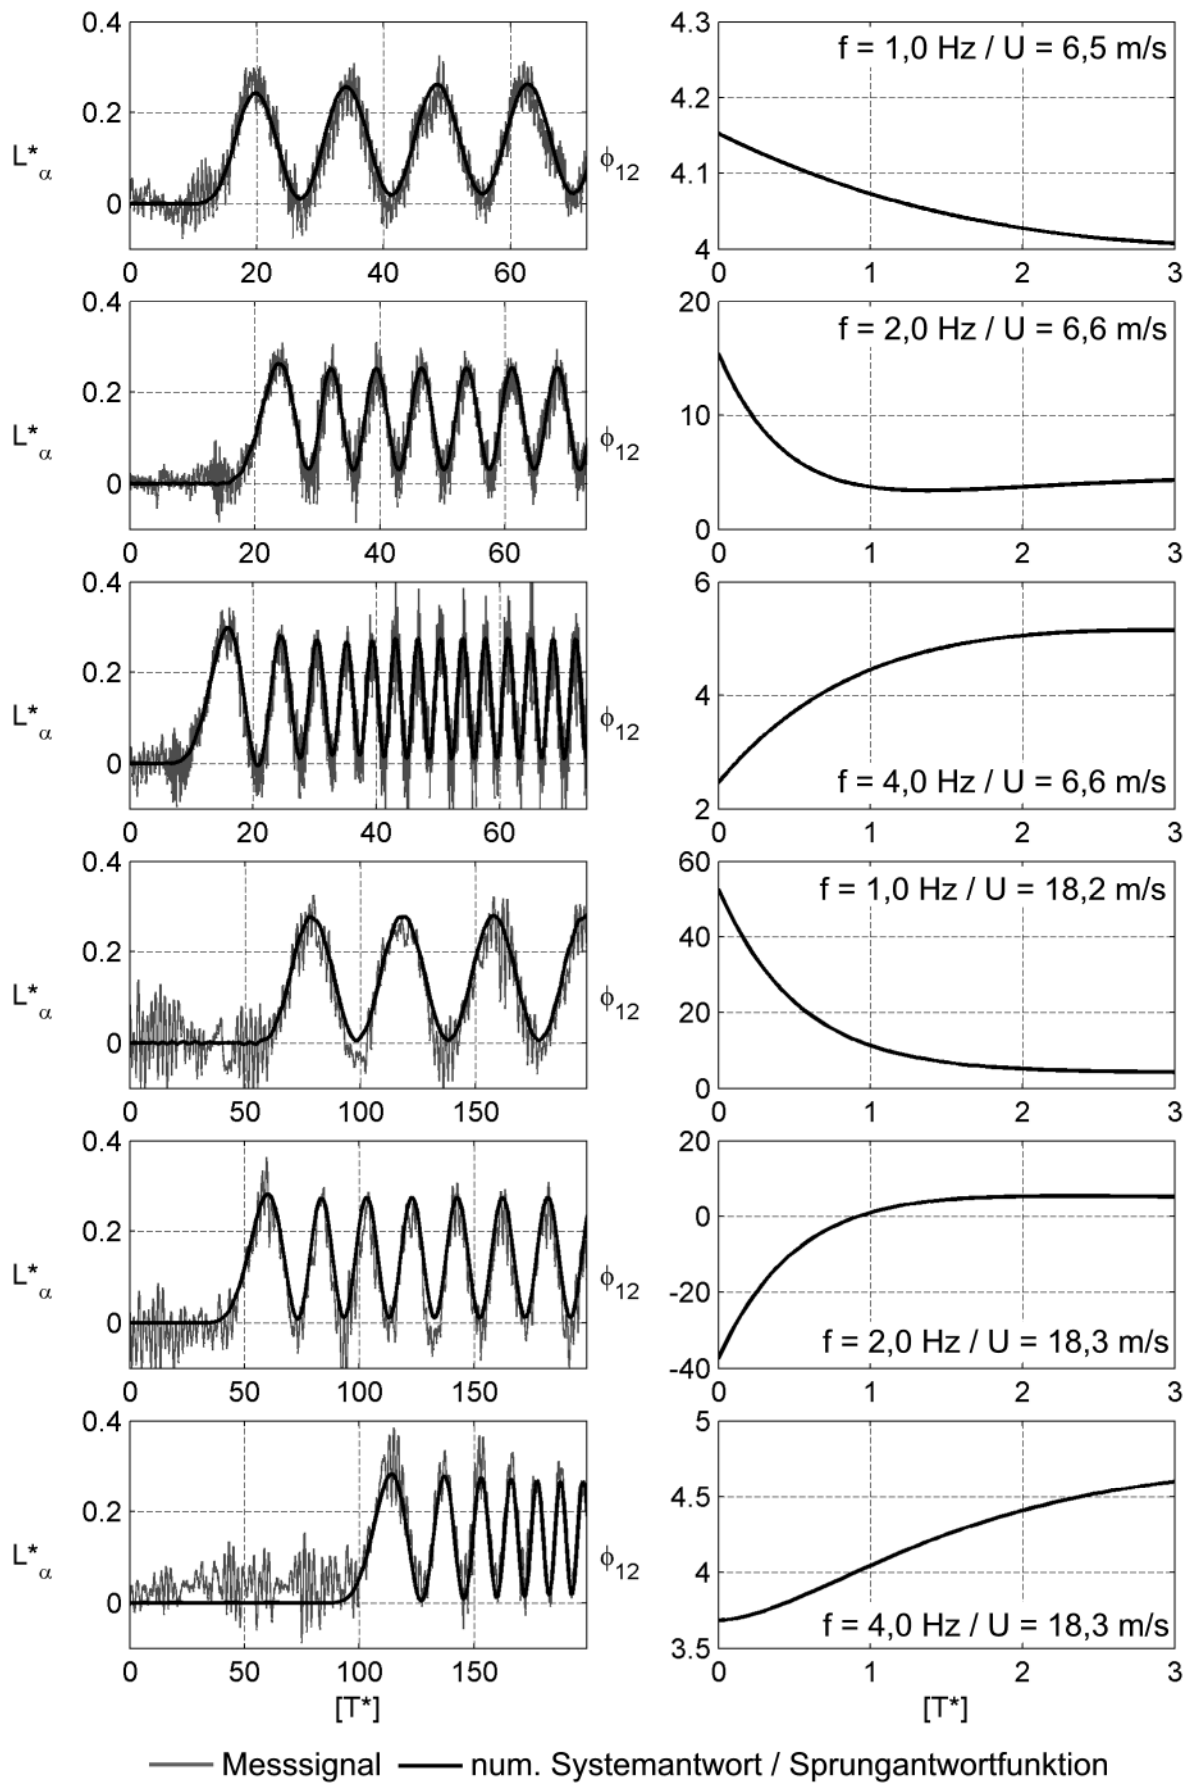 0.4
0.2
0
L*α
0 20 40 60
4.3
4.2
4.1
4
ϕ12
f = 1,0 Hz / U = 6,5 m/s
0 1 2 3
0.4
0.2
0
L*α
0 20 40 60
20
10
0
ϕ12
f = 2,0 Hz / U = 6,6 m/s
0 1 2 3
0.4
0.2
0
L*α
0 20 40 60
6
4
2
ϕ12
f = 4,0 Hz / U = 6,6 m/s
0 1 2 3
0.4
0.2
0
L*α
0 50 100 150
60
40
20
0
ϕ12
f = 1,0 Hz / U = 18,2 m/s
0 1 2 3
0.4
0.2
0
L*α
0 50 100 150
20
0
-20
-40
ϕ12
f = 2,0 Hz / U = 18,3 m/s
0 1 2 3
0.4
0.2
0
L*α
0 50 100 150
[T*]
5
4.5
4
3.5
ϕ12
f = 4,0 Hz / U = 18,3 m/s
0 1 2 3
[T*]
Messsignal num. Systemantwort / Sprungantwortfunktion